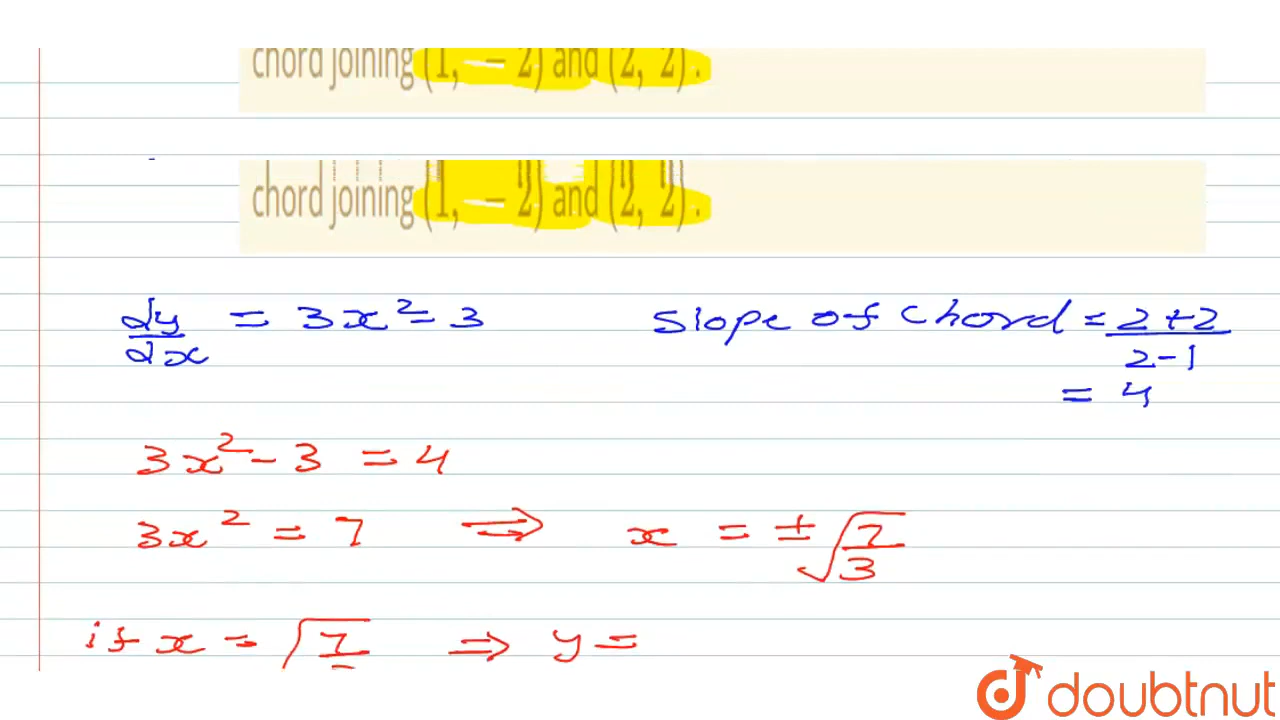 chord joining (1, − 2) and (2, 2).
chord joining (1, − 2) and (2, 2).
dy/dx = 3x² - 3
Slope of chord = (2+2)/(2-1)
= 4
3x² - 3 = 4
3x² = 7 ⇒ x = ± √(7/3)
if x = √7 ⇒ y =
doubtnut